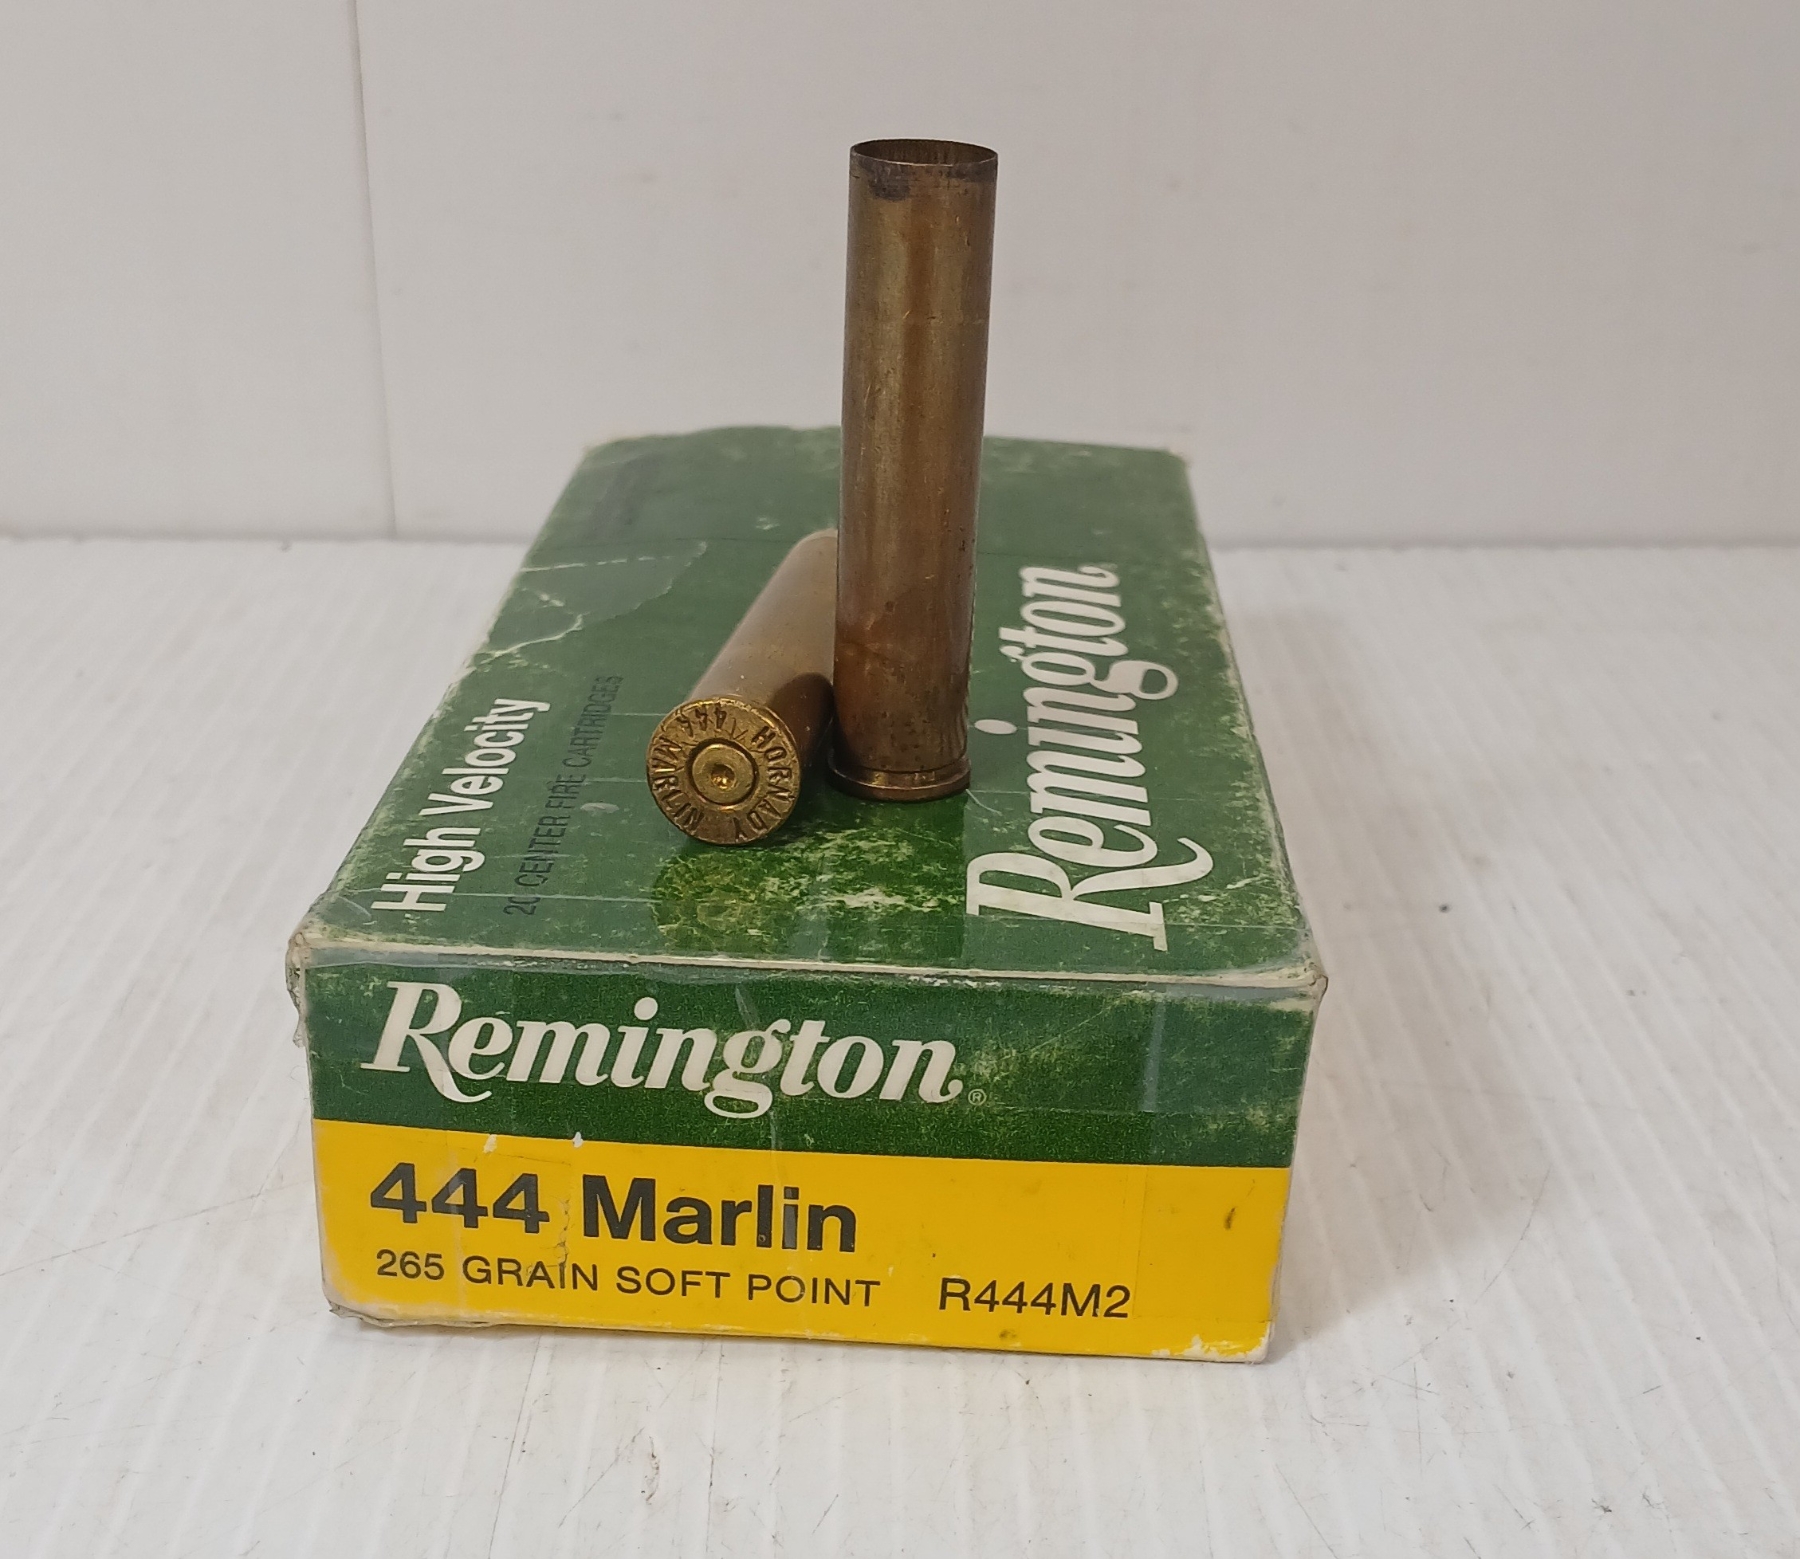 High Velocity
20 CENTER FIRE CARTRIDGES
Remington
HORNADY
444 MARLIN
Remington®
444 Marlin
265 GRAIN SOFT POINT R444M2